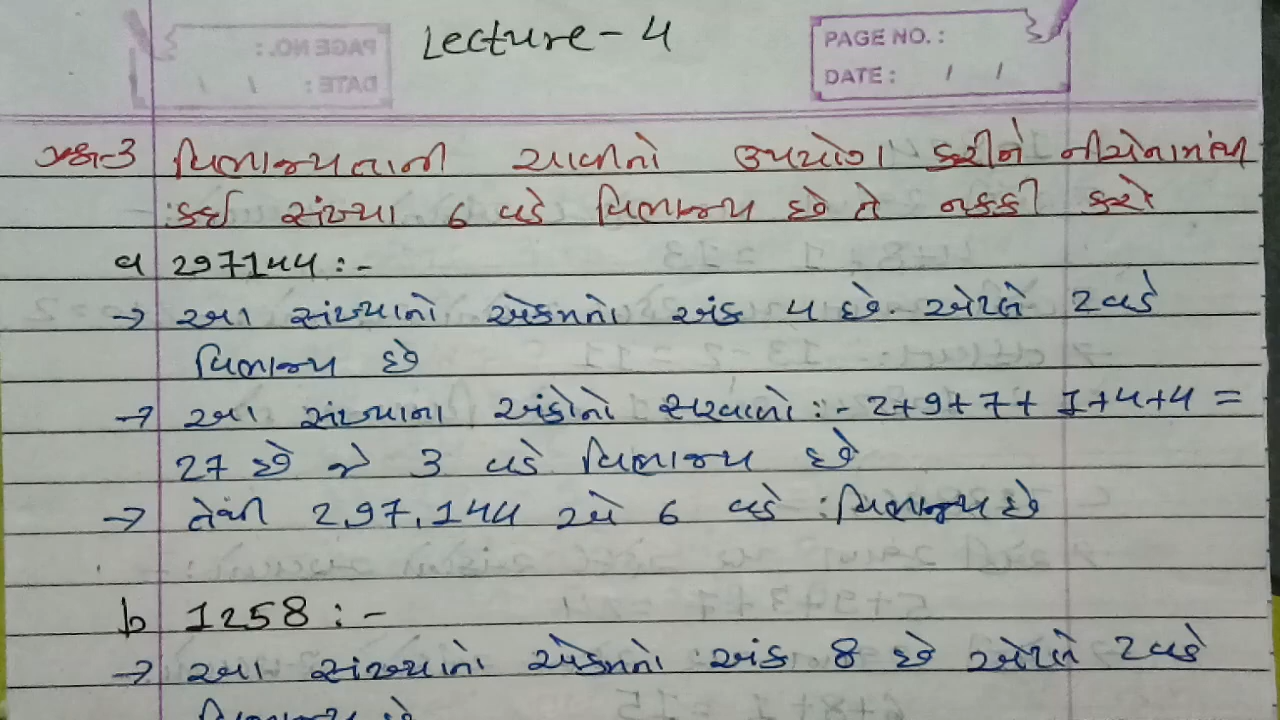 Lecture-4
PAGE NO. :
DATE : / /
પ્રશ્ન-3 વિભાજ્યતાની ચાવીનો ઉપયોગ કરીને નીચેનામાંથી
કઈ સંખ્યા 6 વડે વિભાજ્ય છે તે નક્કી કરો
a 297144:-
→ આ સંખ્યાનો એકમનો અંક 4 છે. એટલે 2 વડે
વિભાજ્ય છે
→ આ સંખ્યાના અંકોનો સરવાળો :- 2+9+7+1+4+4=
27 છે જે 3 વડે વિભાજ્ય છે
→ તેથી 2,97,144 એ 6 વડે વિભાજ્ય છે
b 1258:-
→ આ સંખ્યાનો એકમનો અંક 8 છે એટલે 2 વડે
વિભાજ્ય છે